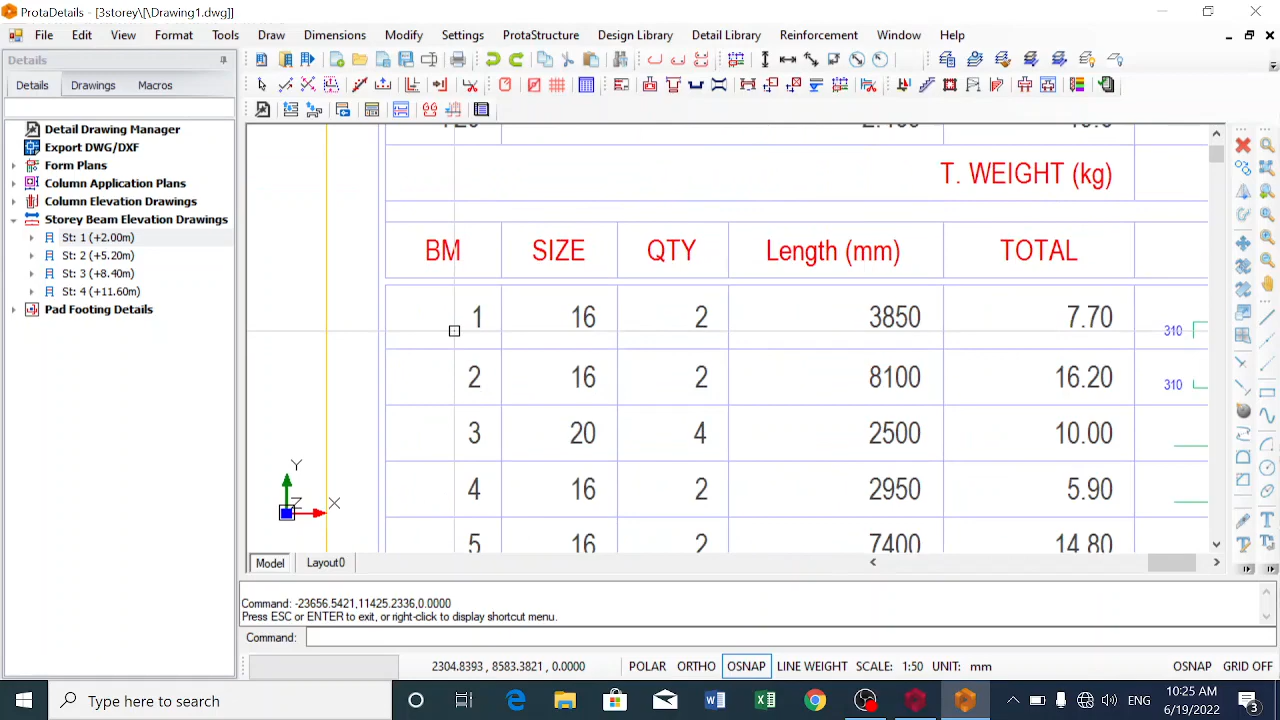 ProtaDetails - [3storey\[\Drawing1.dwg]]
File Edit View Format Tools Draw Dimensions Modify Settings ProtaStructure Design Library Detail Library Reinforcement Window Help
Details
Details Drawings Macros
Detail Drawing Manager
Export DWG/DXF
Form Plans
Column Application Plans
Column Elevation Drawings
Storey Beam Elevation Drawings
St: 1 (+2.00m)
St: 2 (+5.20m)
St: 3 (+8.40m)
St: 4 (+11.60m)
Pad Footing Details
T. WEIGHT (kg)
BM SIZE QTY Length (mm) TOTAL
1 16 2 3850 7.70 310
2 16 2 8100 16.20 310
3 20 4 2500 10.00
4 16 2 2950 5.90
5 16 2 7400 14.80
Y
Z X
Model Layout0
Command: -23656.5421,11425.2336,0.0000
Press ESC or ENTER to exit, or right-click to display shortcut menu.
Command:
2304.8393 , 8583.3821 , 0.0000 POLAR ORTHO OSNAP LINE WEIGHT SCALE: 1:50 UNIT: mm OSNAP GRID OFF
Type here to search
ENG
10:25 AM
6/19/2022
3